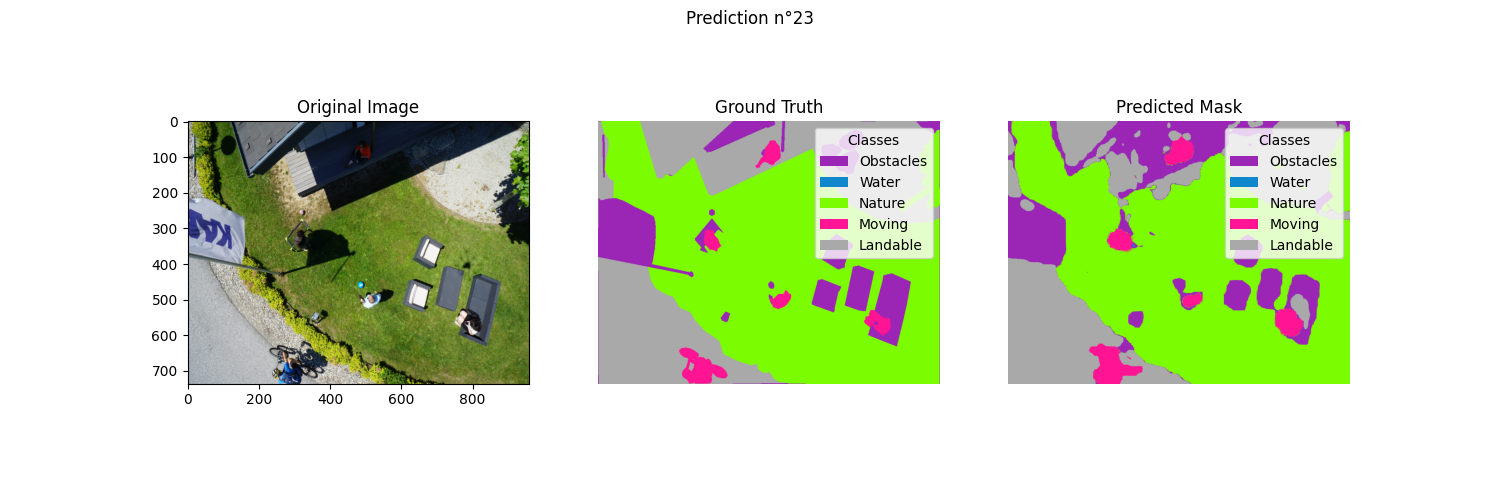 Prediction n°23
Original Image
Ground Truth
Predicted Mask
0
100
200
300
400
500
600
700
0
200
400
600
800
Classes
Obstacles
Water
Nature
Moving
Landable
Classes
Obstacles
Water
Nature
Moving
Landable